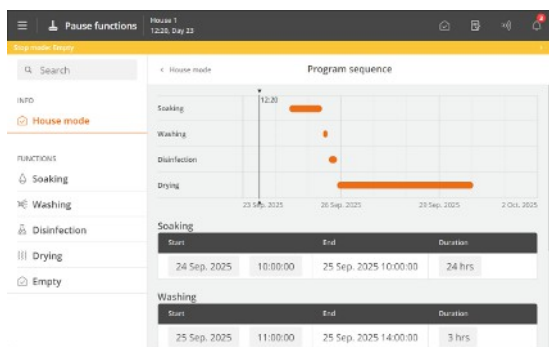 Pause functions
House 1
12:20, Day 23
Stop mode: Empty
Search
House mode
Program sequence
INFO
House mode
FUNCTIONS
Soaking
Washing
Disinfection
Drying
Empty
12:20
Soaking
Washing
Disinfection
Drying
23 Sep. 2025 26 Sep. 2025 29 Sep. 2025 2 Oct. 2025
Soaking
Start End Duration
24 Sep. 2025 10:00:00 25 Sep. 2025 10:00:00 24 hrs
Washing
Start End Duration
25 Sep. 2025 11:00:00 25 Sep. 2025 14:00:00 3 hrs